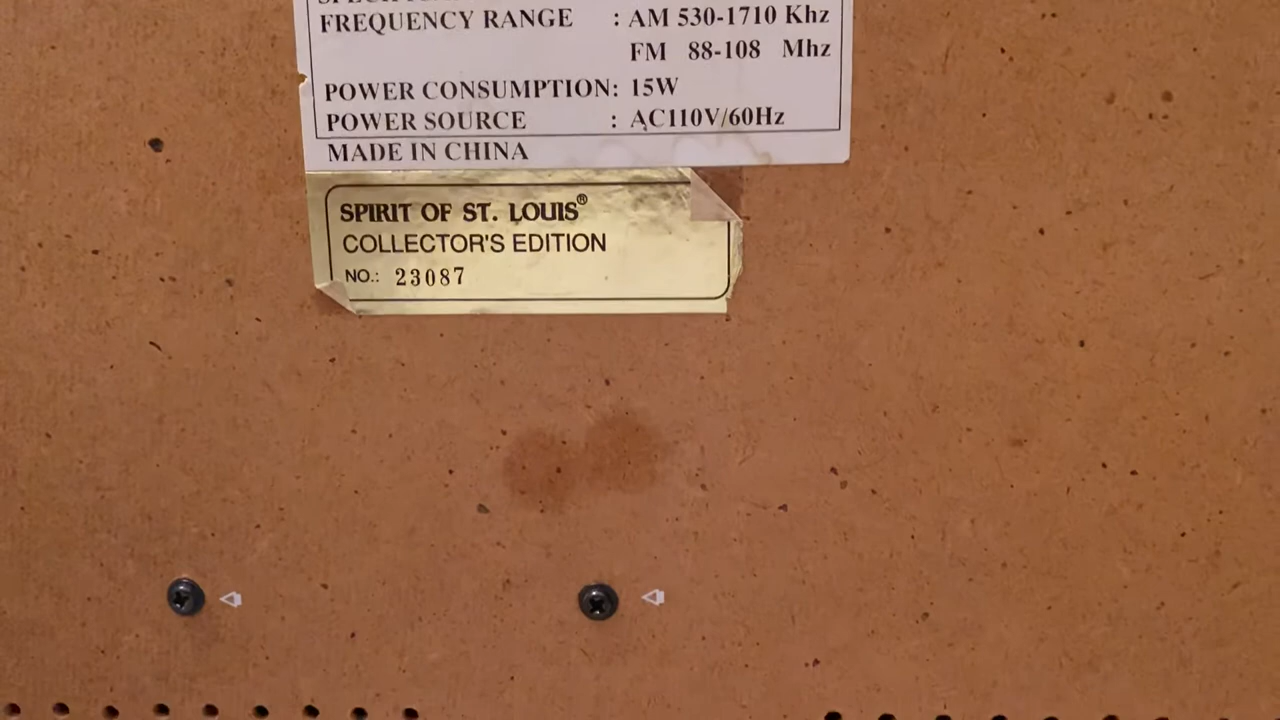 FREQUENCY RANGE : AM 530-1710 Khz
FM 88-108 Mhz
POWER CONSUMPTION: 15W
POWER SOURCE : AC110V/60Hz
MADE IN CHINA
SPIRIT OF ST. LOUIS®
COLLECTOR'S EDITION
NO.: 23087